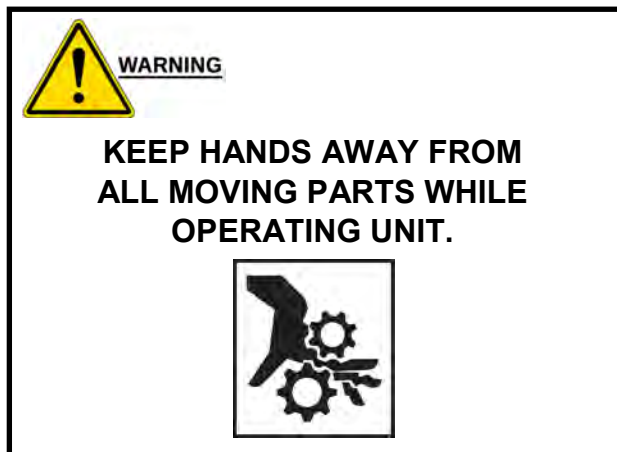 WARNING
KEEP HANDS AWAY FROM
ALL MOVING PARTS WHILE
OPERATING UNIT.